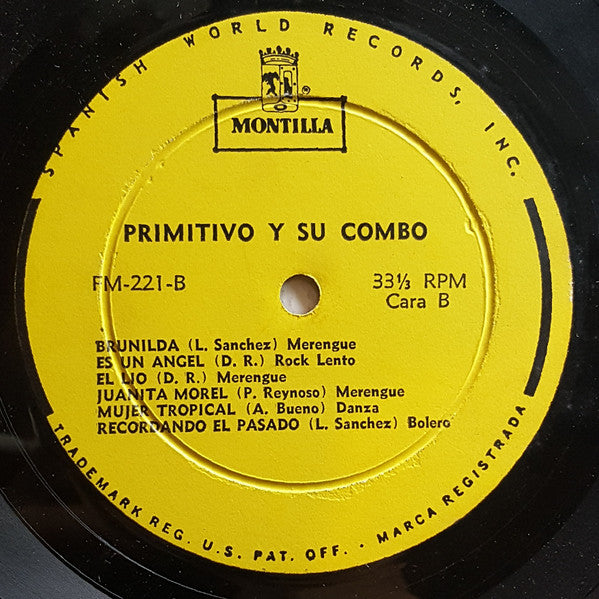 SPANISH WORLD RECORDS, INC.
MONTILLA
PRIMITIVO Y SU COMBO
FM-221-B
33⅓ RPM
Cara B
BRUNILDA (L. Sanchez) Merengue
ES UN ANGEL (D. R.) Rock Lento
EL LIO (D. R.) Merengue
JUANITA MOREL (P. Reynoso) Merengue
MUJER TROPICAL (A. Bueno) Danza
RECORDANDO EL PASADO (L. Sanchez) Bolero
TRADEMARK REG. U.S. PAT. OFF. • MARCA REGISTRADA